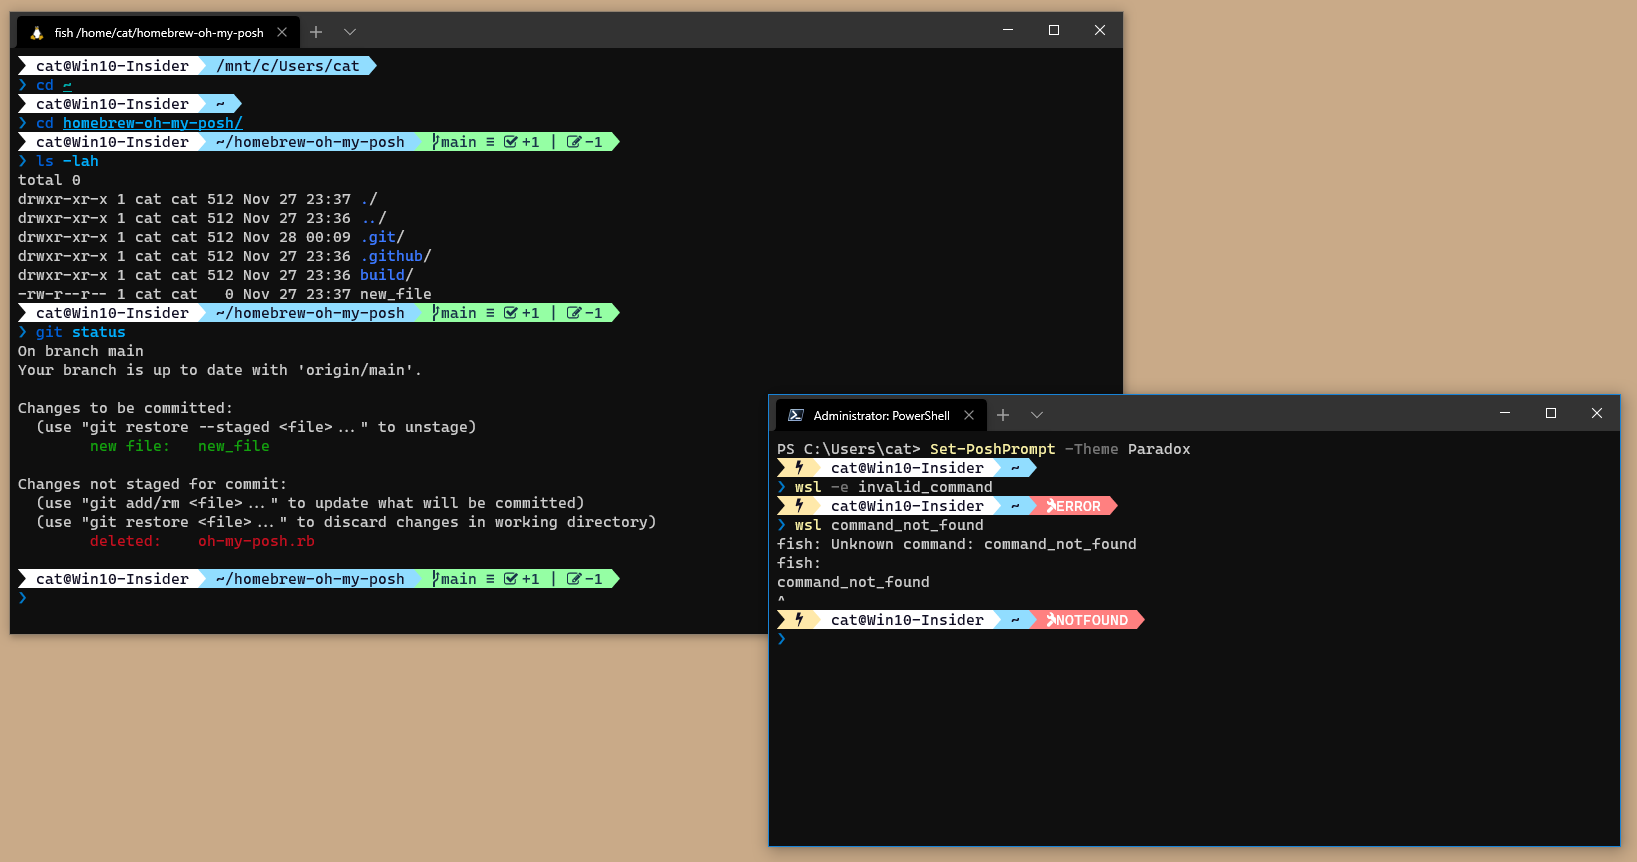 fish /home/cat/homebrew-oh-my-posh
cat@Win10-Insider /mnt/c/Users/cat
❯ cd ~
cat@Win10-Insider ~
❯ cd homebrew-oh-my-posh/
cat@Win10-Insider ~/homebrew-oh-my-posh main ≡ +1 | -1
❯ ls -lah
total 0
drwxr-xr-x 1 cat cat 512 Nov 27 23:37 ./
drwxr-xr-x 1 cat cat 512 Nov 27 23:36 ../
drwxr-xr-x 1 cat cat 512 Nov 28 00:09 .git/
drwxr-xr-x 1 cat cat 512 Nov 27 23:36 .github/
drwxr-xr-x 1 cat cat 512 Nov 27 23:36 build/
-rw-r--r-- 1 cat cat   0 Nov 27 23:37 new_file
cat@Win10-Insider ~/homebrew-oh-my-posh main ≡ +1 | -1
❯ git status
On branch main
Your branch is up to date with 'origin/main'.
Changes to be committed:
(use "git restore --staged <file>..." to unstage)
new file:   new_file
Changes not staged for commit:
(use "git add/rm <file>..." to update what will be committed)
(use "git restore <file>..." to discard changes in working directory)
deleted:    oh-my-posh.rb
cat@Win10-Insider ~/homebrew-oh-my-posh main ≡ +1 | -1
❯
Administrator: PowerShell
PS C:\Users\cat> Set-PoshPrompt -Theme Paradox
cat@Win10-Insider ~
❯ wsl -e invalid_command
cat@Win10-Insider ~ ERROR
❯ wsl command_not_found
fish: Unknown command: command_not_found
fish:
command_not_found
^
cat@Win10-Insider ~ NOTFOUND
❯